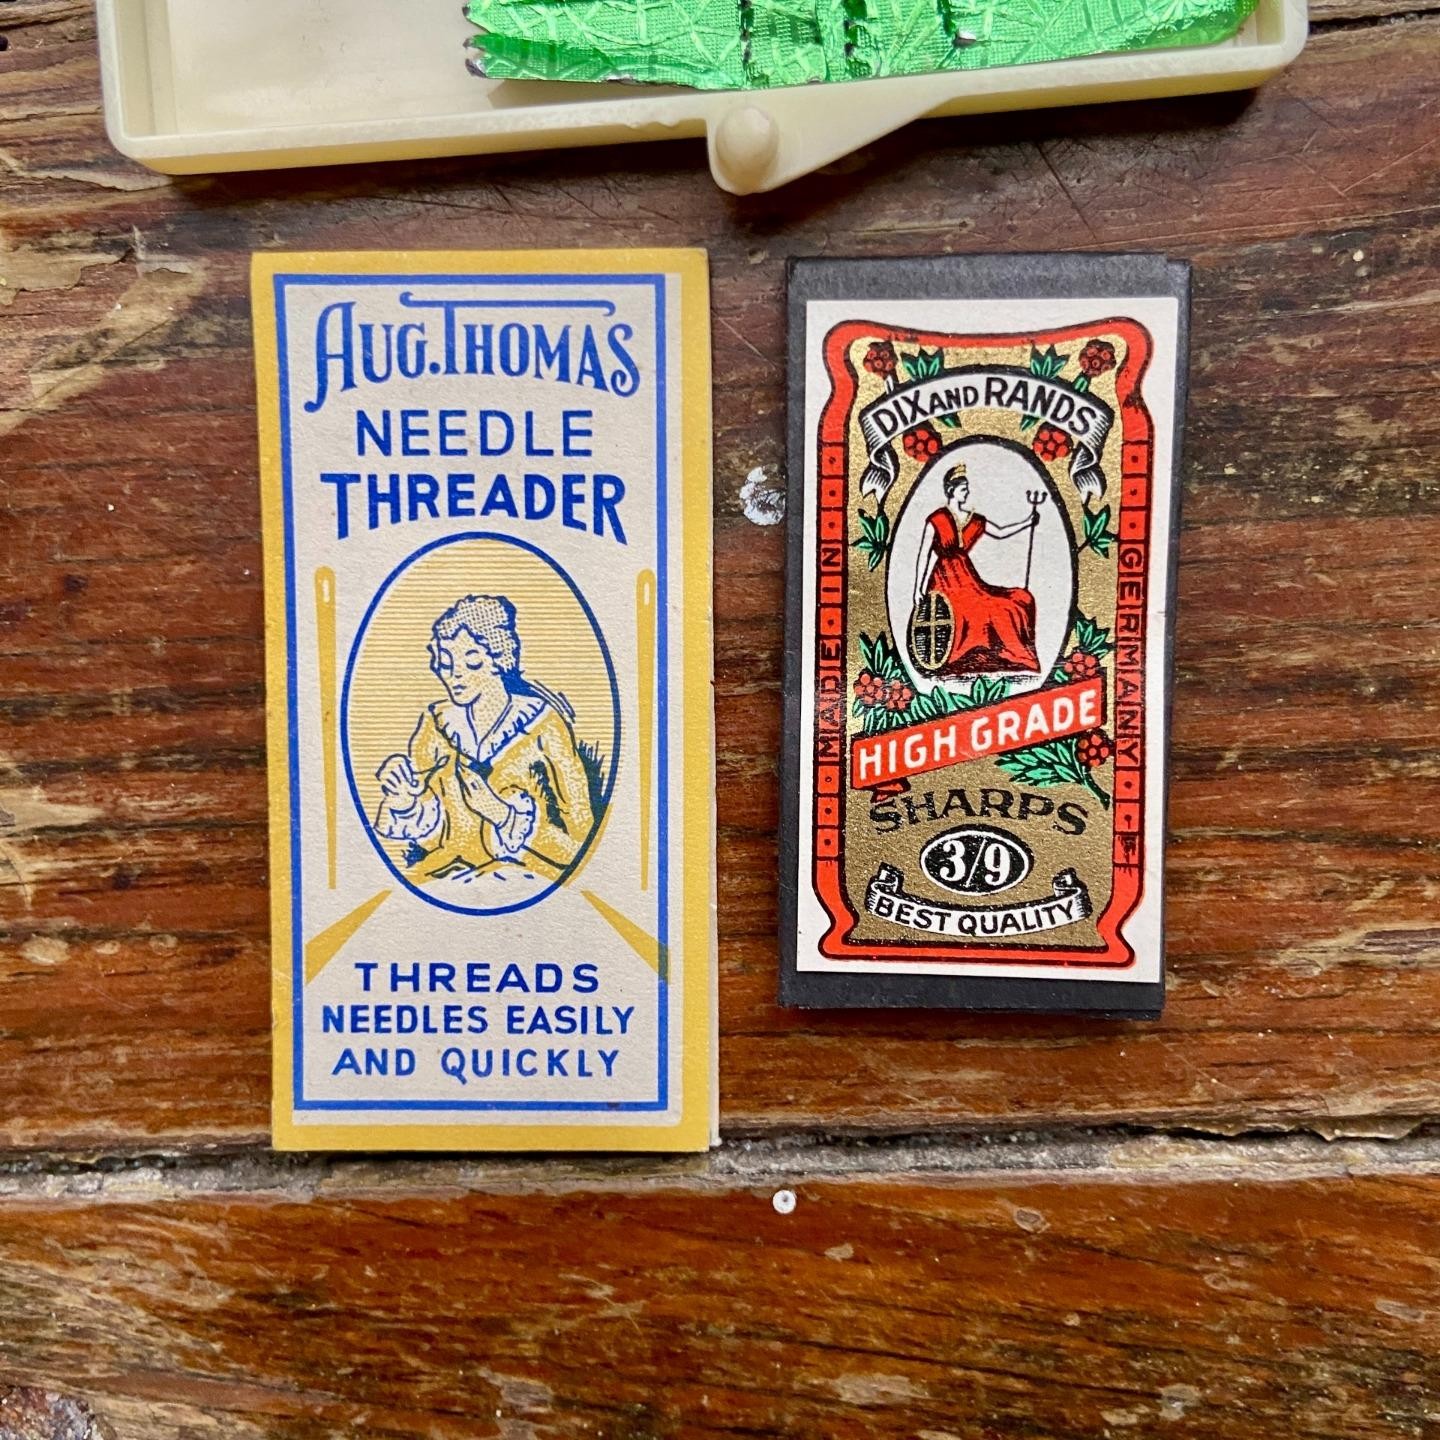 AUG. THOMAS
NEEDLE
THREADER
THREADS
NEEDLES EASILY
AND QUICKLY
DIX AND RANDS
MADE IN
GERMANY
HIGH GRADE
SHARPS
3/9
BEST QUALITY